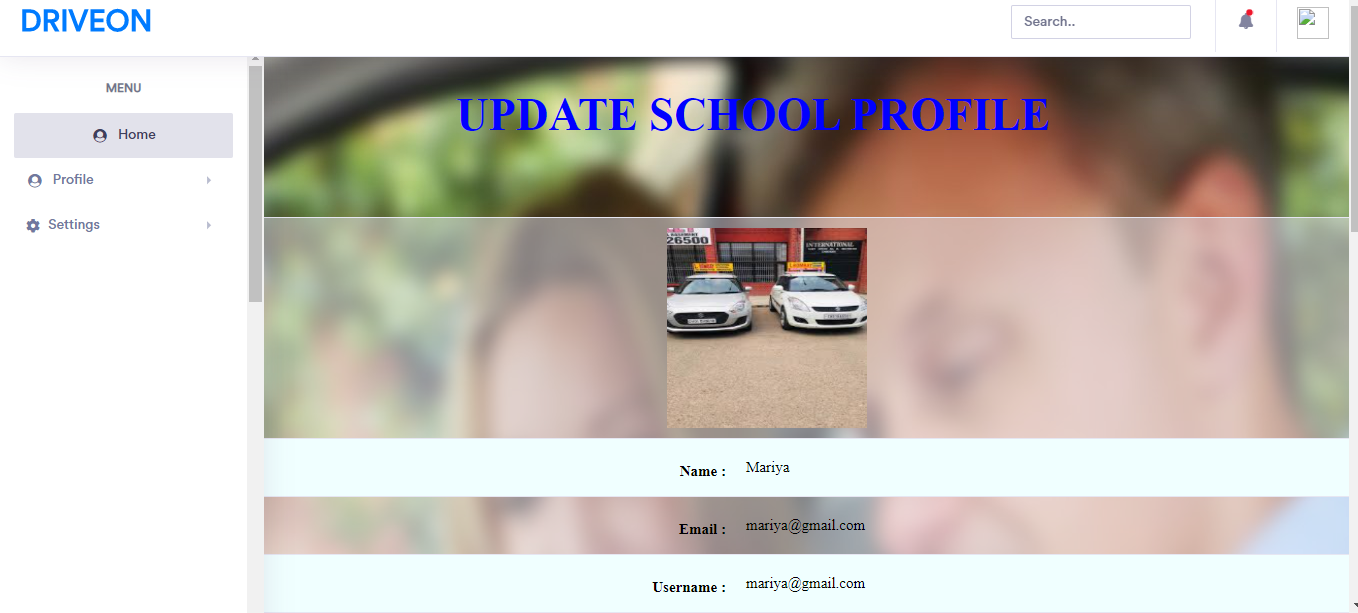 DRIVEON
Search..
MENU
Home
Profile
Settings
UPDATE SCHOOL PROFILE
26500
INTERNATIONAL
Name :
Mariya
Email :
mariya@gmail.com
Username :
mariya@gmail.com